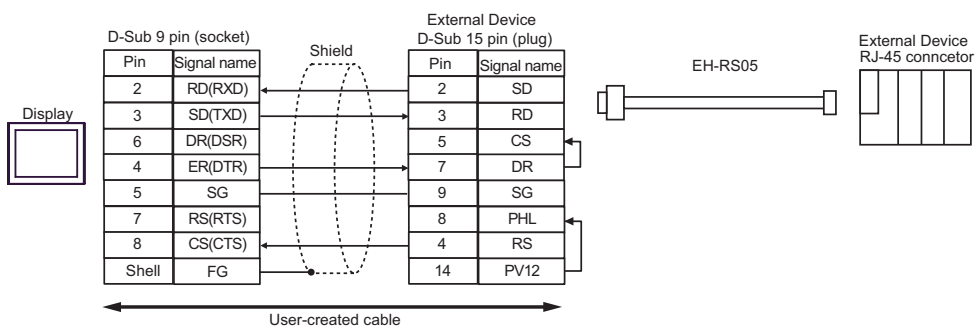 External Device
D-Sub 9 pin (socket) D-Sub 15 pin (plug)
Shield
Pin Signal name Pin Signal name
2 RD(RXD) 2 SD
3 SD(TXD) 3 RD
6 DR(DSR) 5 CS
4 ER(DTR) 7 DR
5 SG 9 SG
7 RS(RTS) 8 PHL
8 CS(CTS) 4 RS
Shell FG 14 PV12
User-created cable
Display
EH-RS05
External Device
RJ-45 conncetor